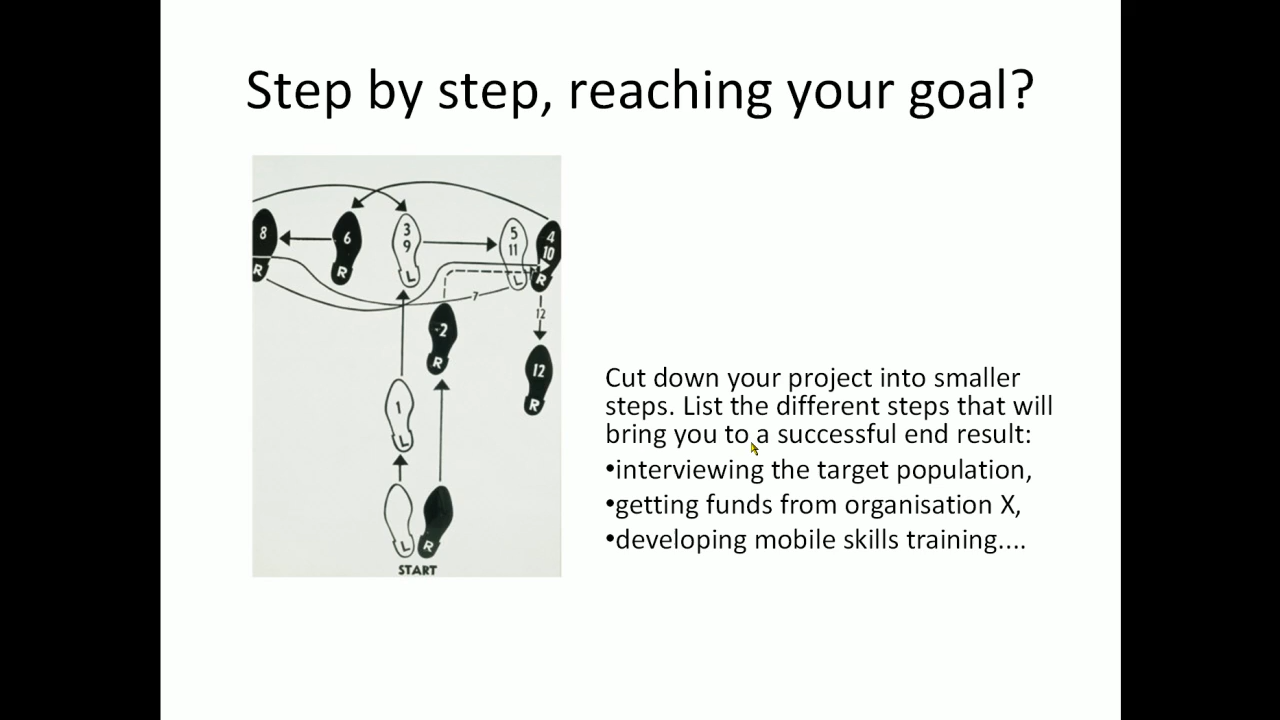 Step by step, reaching your goal?
8
R
6
R
3
9
L
5
11
L
4
10
R
7
12
2
R
12
R
1
L
L
R
START
Cut down your project into smaller
steps. List the different steps that will
bring you to a successful end result:
•interviewing the target population,
•getting funds from organisation X,
•developing mobile skills training....